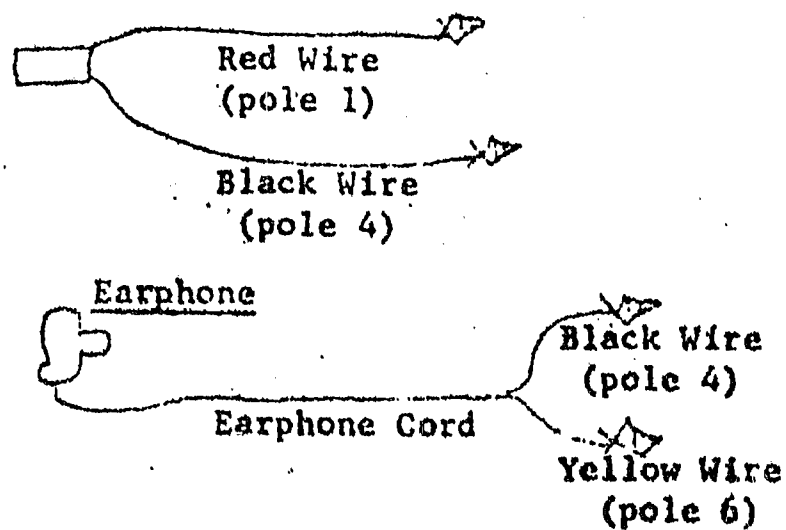 Red Wire
(pole 1)
Black Wire
(pole 4)
Earphone
Black Wire
(pole 4)
Earphone Cord
Yellow Wire
(pole 6)